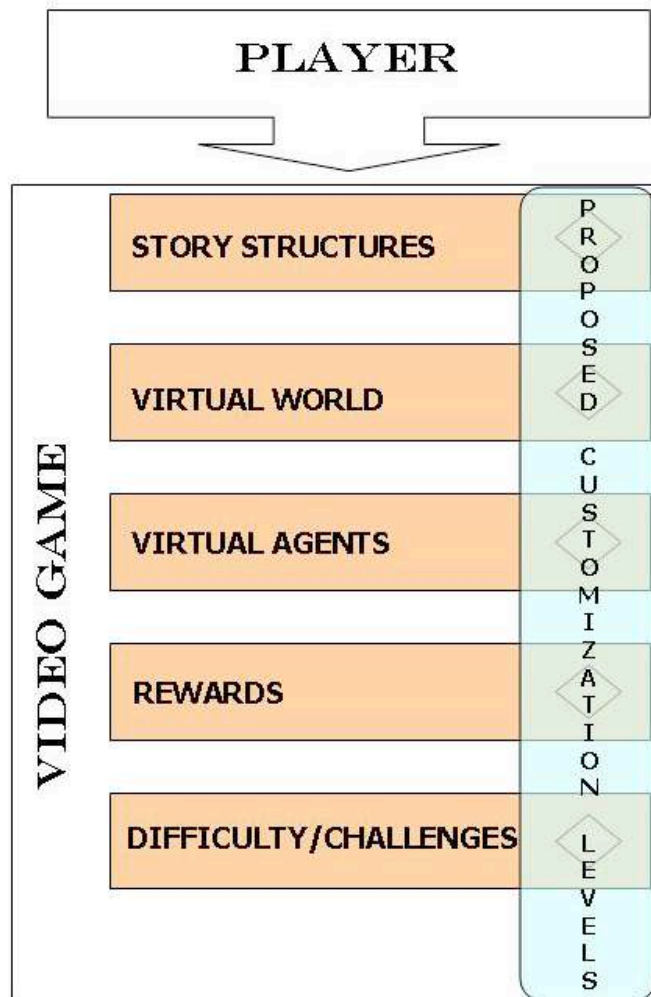 PLAYER
VIDEO GAME
STORY STRUCTURES
VIRTUAL WORLD
VIRTUAL AGENTS
REWARDS
DIFFICULTY/CHALLENGES
PROPOSED CUSTOMIZATION LEVELS